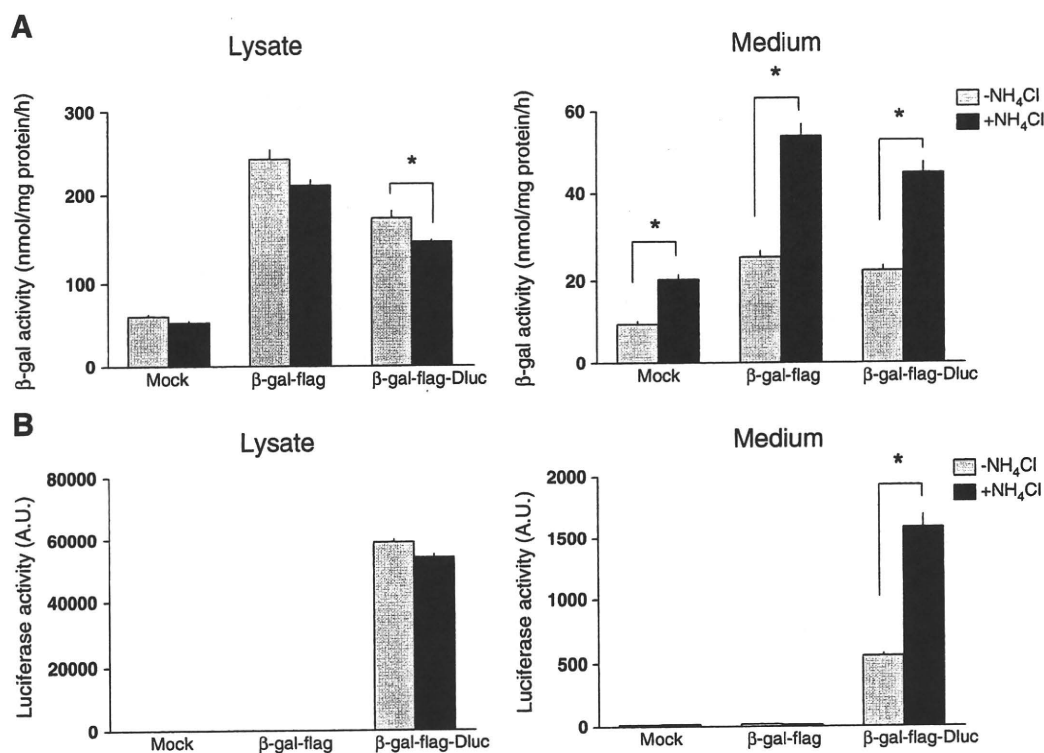 A
Lysate
β-gal activity (nmol/mg protein/h)
300
200
100
0
*
Mock
β-gal-flag
β-gal-flag-Dluc
Medium
β-gal activity (nmol/mg protein/h)
60
40
20
0
*
*
*
Mock
β-gal-flag
β-gal-flag-Dluc
-NH₄Cl
+NH₄Cl
B
Lysate
Luciferase activity (A.U.)
80000
60000
40000
20000
0
Mock
β-gal-flag
β-gal-flag-Dluc
Medium
Luciferase activity (A.U.)
2000
1500
1000
500
0
*
Mock
β-gal-flag
β-gal-flag-Dluc
-NH₄Cl
+NH₄Cl